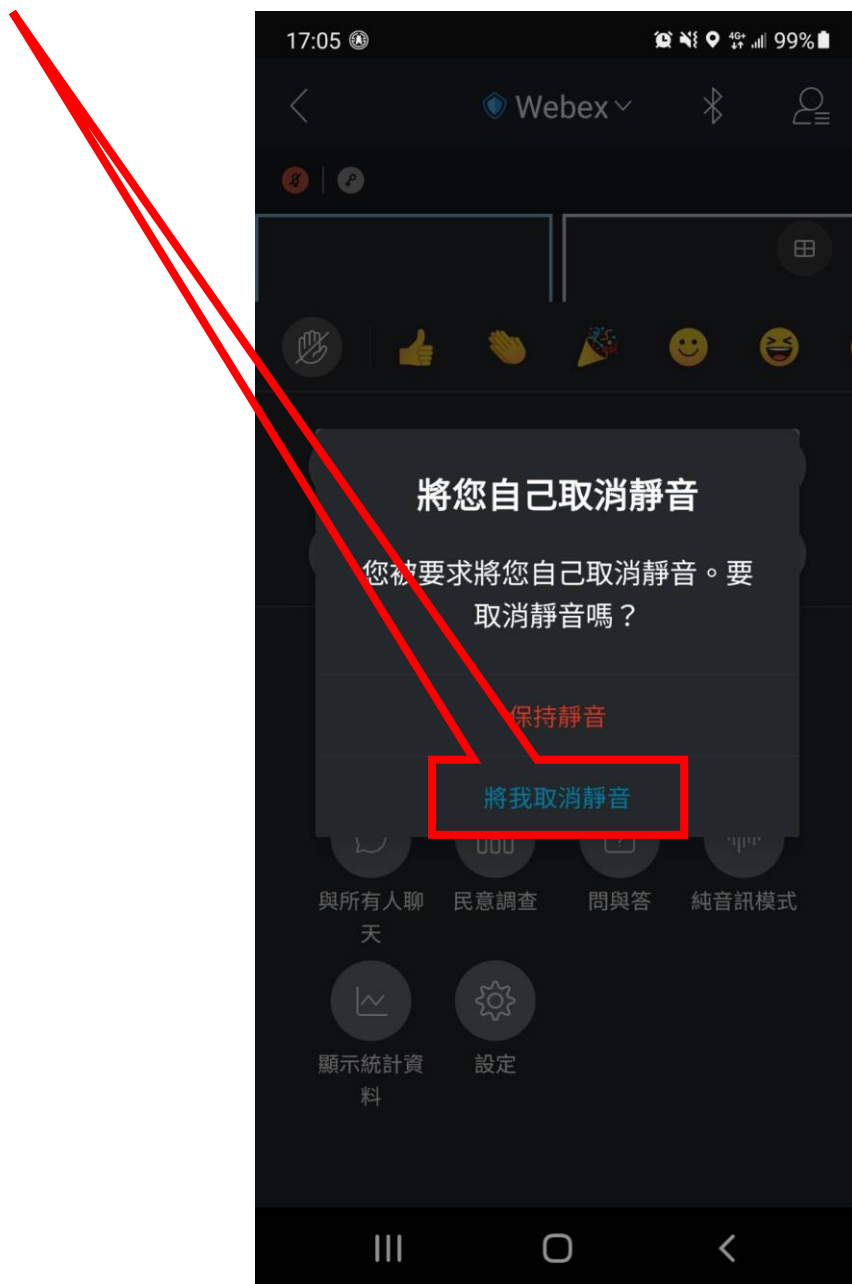 17:05 4G+ 99%
Webex
將您自己取消靜音
您被要求將您自己取消靜音。要
取消靜音嗎？
保持靜音
將我取消靜音
與所有人聊
天
民意調查
問與答
純音訊模式
顯示統計資
料
設定